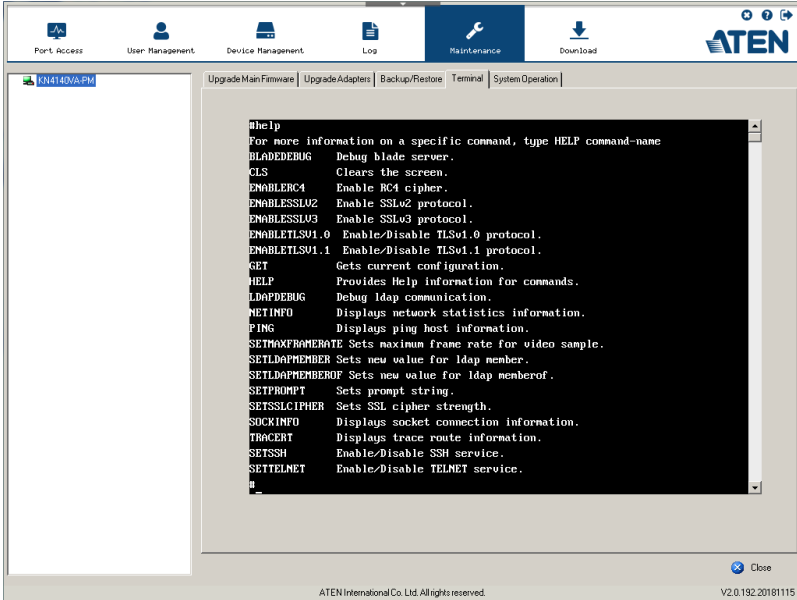 Port Access
User Management
Device Management
Log
Maintenance
Download
ATEN
KN4140VA-PM
Upgrade Main Firmware
Upgrade Adapters
Backup/Restore
Terminal
System Operation
#help
For more information on a specific command, type HELP command-name
BLADEDEBUG Debug blade server.
CLS Clears the screen.
ENABLERC4 Enable RC4 cipher.
ENABLESSLV2 Enable SSLv2 protocol.
ENABLESSLV3 Enable SSLv3 protocol.
ENABLETLSV1.0 Enable/Disable TLSv1.0 protocol.
ENABLETLSV1.1 Enable/Disable TLSv1.1 protocol.
GET Gets current configuration.
HELP Provides Help information for commands.
LDAPDEBUG Debug ldap communication.
NETINFO Displays network statistics information.
PING Displays ping host information.
SETMAXFRAMERATE Sets maximum frame rate for video sample.
SETLDAPMEMBER Sets new value for ldap member.
SETLDAPMEMBEROF Sets new value for ldap memberof.
SETPROMPT Sets prompt string.
SETSSLCIPHER Sets SSL cipher strength.
SOCKINFO Displays socket connection information.
TRACERT Displays trace route information.
SETSSH Enable/Disable SSH service.
SETTELNET Enable/Disable TELNET service.
#_
Close
ATEN International Co. Ltd. All rights reserved.
V2.0.192.20181115